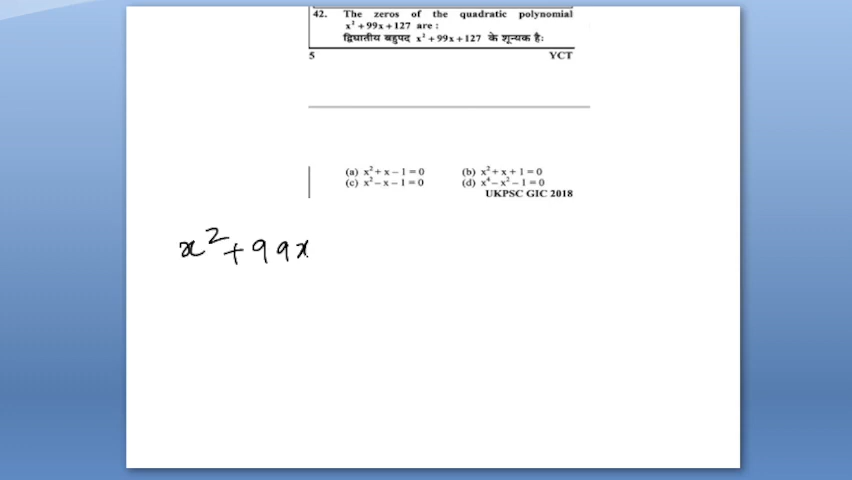 42. The zeros of the quadratic polynomial
x² + 99x + 127 are :
द्विघातीय बहुपद x² + 99x + 127 के शून्यक है:
5 YCT
(a) x² + x − 1 = 0 (b) x² + x + 1 = 0
(c) x² − x − 1 = 0 (d) x⁴ − x² − 1 = 0
UKPSC GIC 2018
x² + 99x